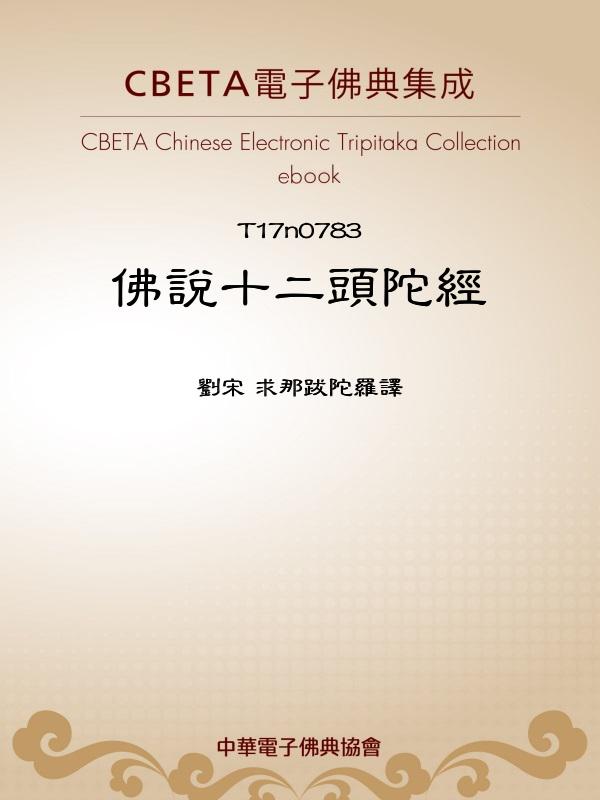 CBETA電子佛典集成
CBETA Chinese Electronic Tripitaka Collection
ebook
T17n0783
佛說十二頭陀經
劉宋 求那跋陀羅譯
中華電子佛典協會